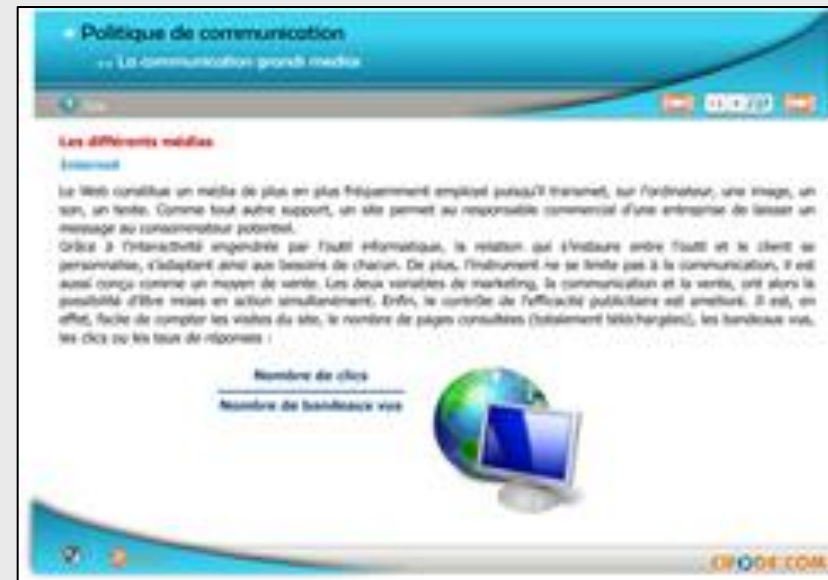 Politique de communication
La communication grands medias
Les différents médias
Internet
Le Web constitue un média de plus en plus fréquemment employé puisqu'il transmet, sur l'ordinateur, une image, un
son, un texte. Comme tout autre support, un site permet au responsable commercial d'une entreprise de laisser un
message au consommateur potentiel.
Grâce à l'interactivité engendrée par l'outil informatique, la relation qui s'instaure entre l'outil et le client se
personnalise, s'adaptant ainsi aux besoins de chacun. De plus, l'instrument ne se limite pas à la communication, il est
aussi conçu comme un moyen de vente. Les deux variables de marketing, la communication et la vente, ont alors la
possibilité d'être mises en action simultanément. Enfin, le contrôle de l'efficacité publicitaire est amélioré. Il est, en
effet, facile de compter les visites du site, le nombre de pages consultées (totalement téléchargées), les bandeaux vus,
les clics ou les taux de réponses :
Nombre de clics
Nombre de bandeaux vus
.COM